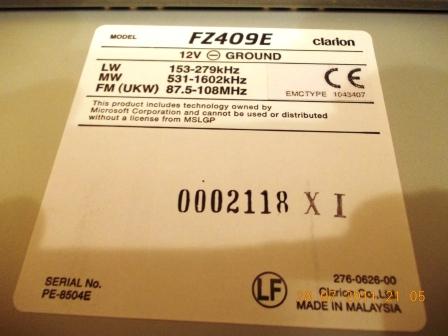 MODEL FZ409E clarion
12V ⊖ GROUND
LW 153-279kHz
MW 531-1602kHz
FM (UKW) 87.5-108MHz
CE
EMCTYPE 1043407
This product includes technology owned by
Microsoft Corporation and cannot be used or distributed
without a license from MSLGP
0002118 X I
SERIAL No.
PE-8504E
LF
276-0626-00
Clarion Co., Ltd.
MADE IN MALAYSIA
21 05